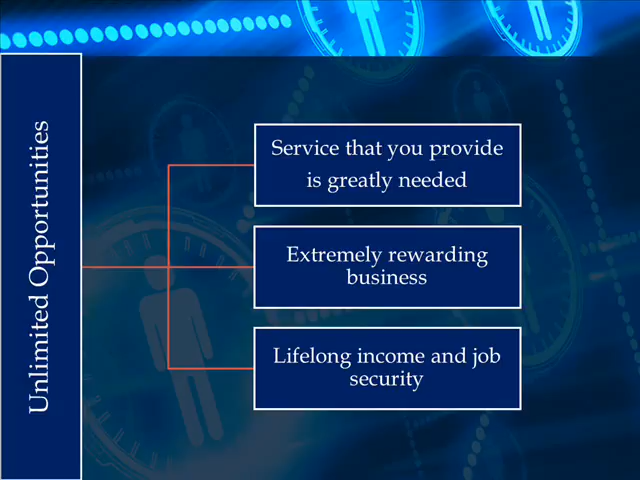 Unlimited Opportunities
Service that you provide
is greatly needed
Extremely rewarding
business
Lifelong income and job
security